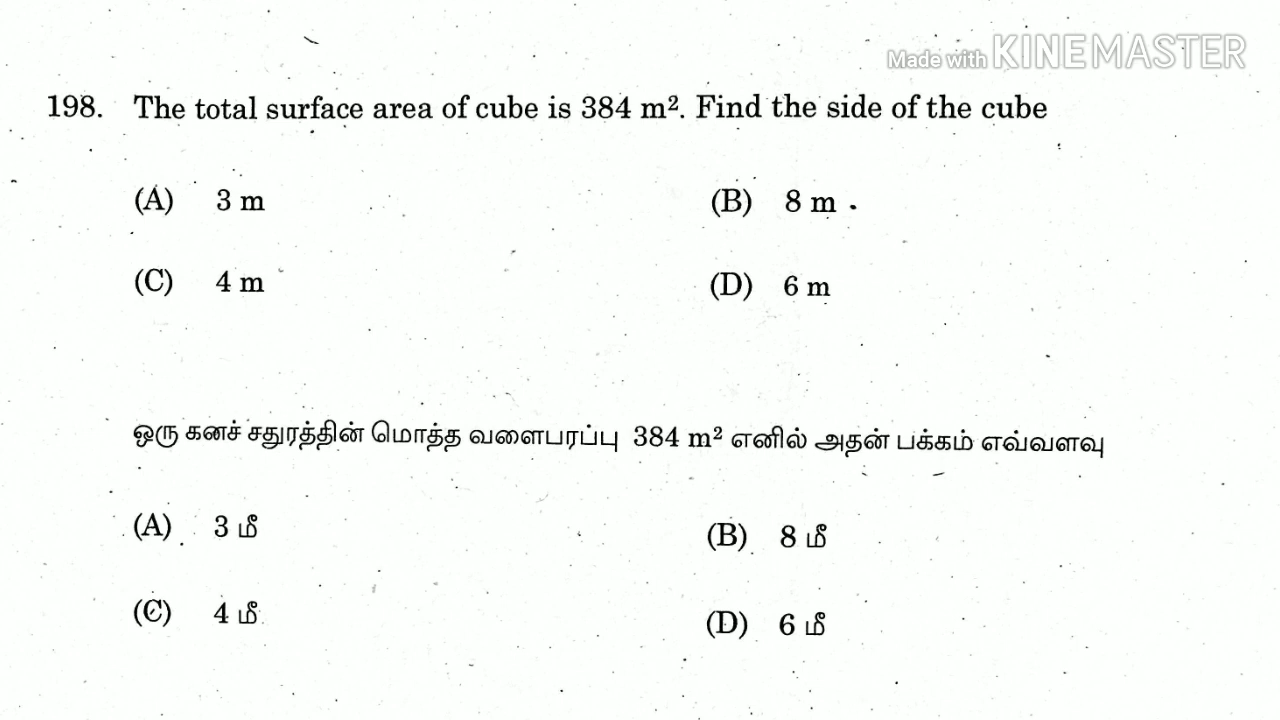 Made with KINEMASTER
198. The total surface area of cube is 384 m². Find the side of the cube
(A) 3 m (B) 8 m
(C) 4 m (D) 6 m
ஒரு கனச் சதுரத்தின் மொத்த வளைபரப்பு 384 m² எனில் அதன் பக்கம் எவ்வளவு
(A) 3 மீ (B) 8 மீ
(C) 4 மீ (D) 6 மீ